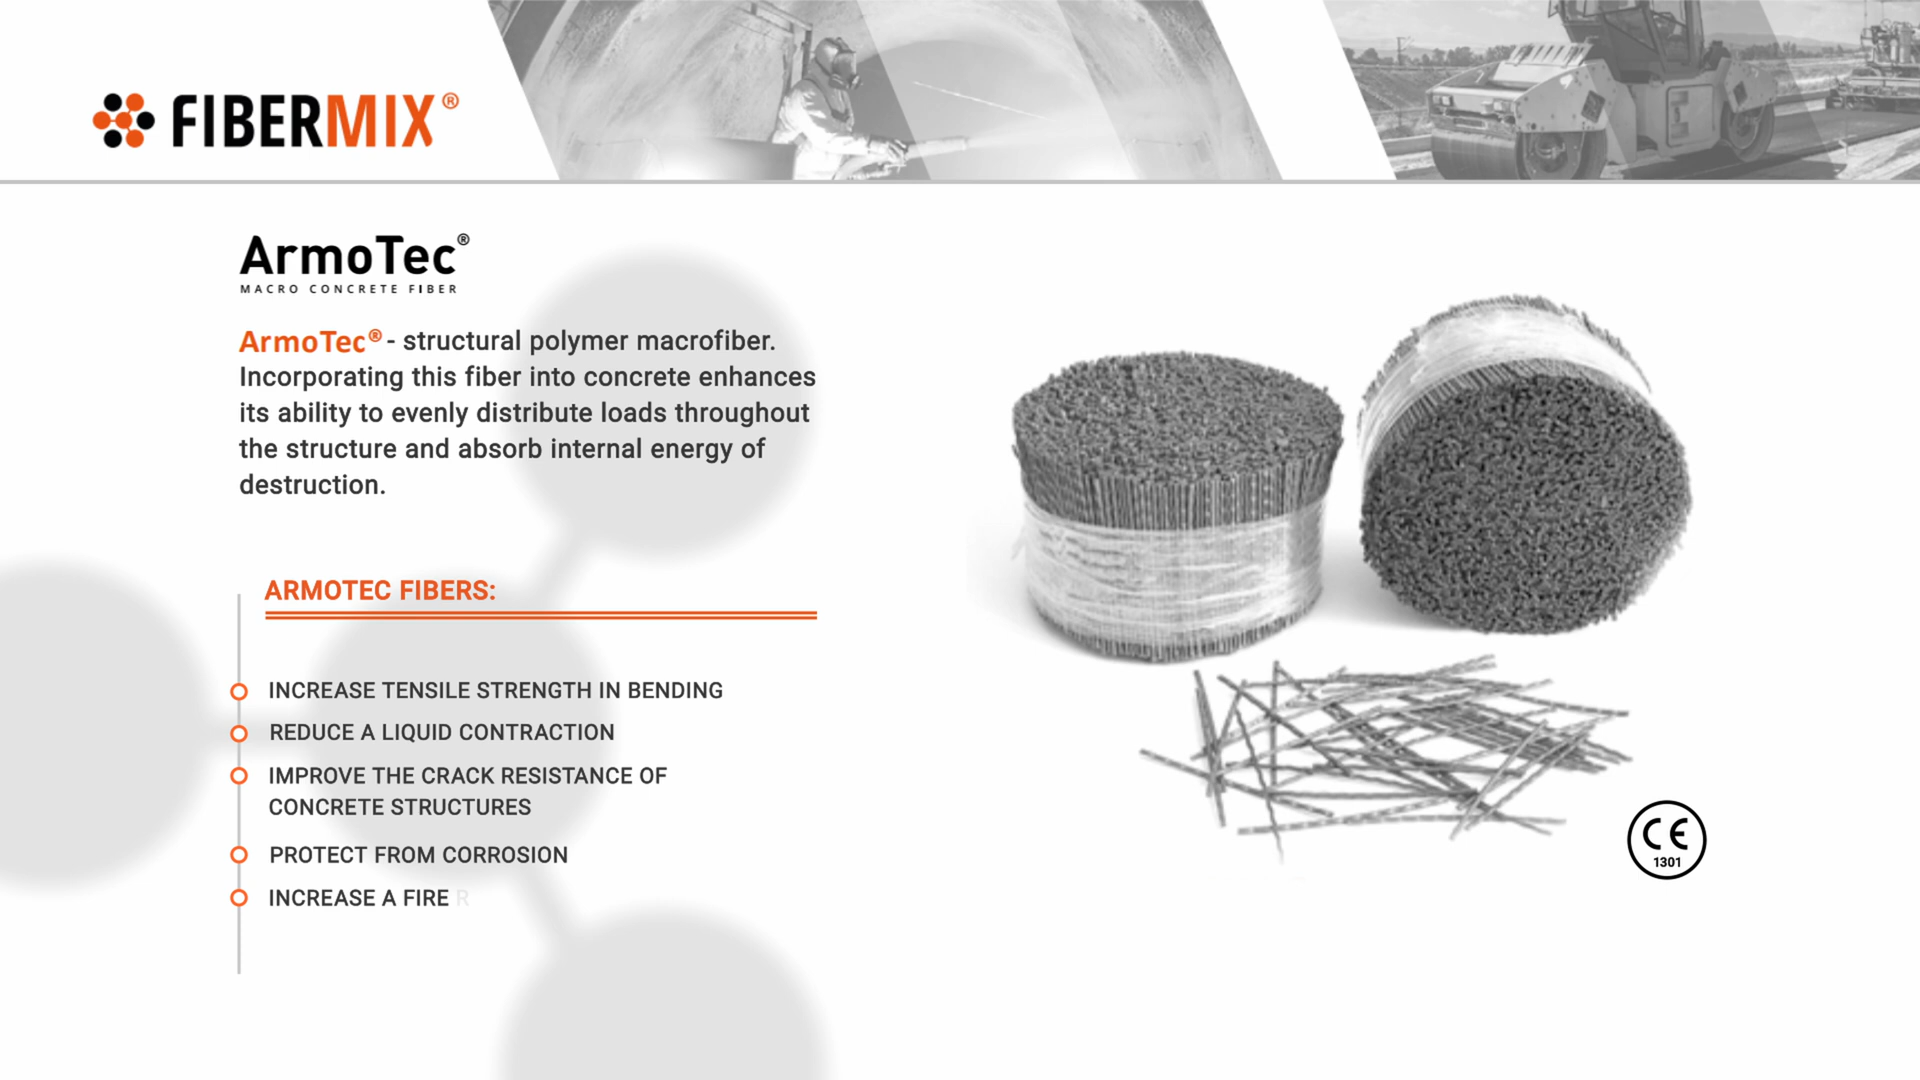 FIBERMIX®
ArmoTec®
MACRO CONCRETE FIBER
ArmoTec® - structural polymer macrofiber.
Incorporating this fiber into concrete enhances
its ability to evenly distribute loads throughout
the structure and absorb internal energy of
destruction.
ARMOTEC FIBERS:
INCREASE TENSILE STRENGTH IN BENDING
REDUCE A LIQUID CONTRACTION
IMPROVE THE CRACK RESISTANCE OF
CONCRETE STRUCTURES
PROTECT FROM CORROSION
INCREASE A FIRE R
CE
1301